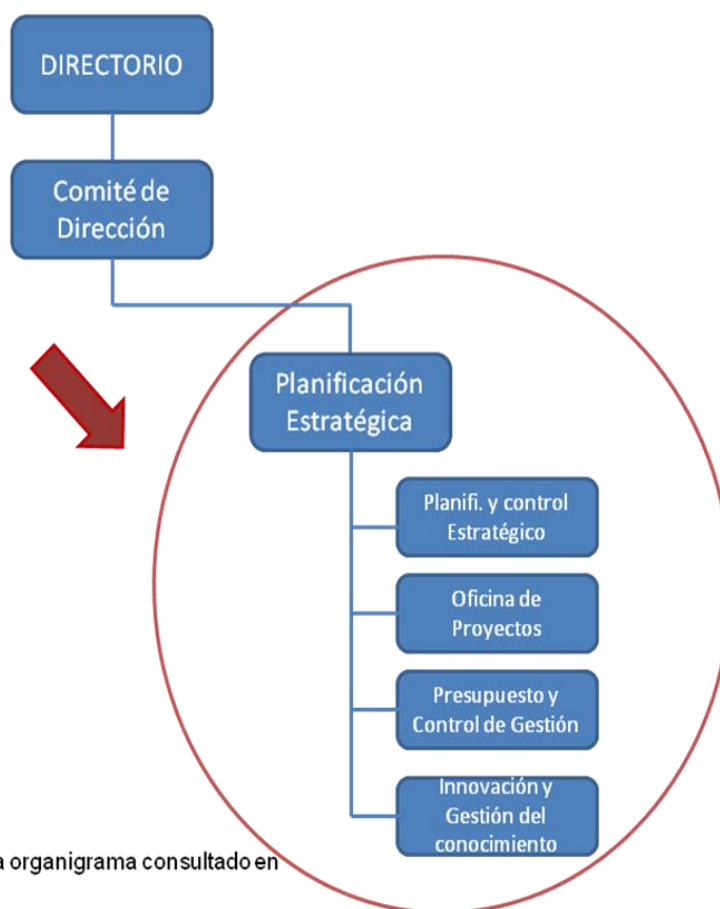 DIRECTORIO
Comité de
Dirección
Planificación
Estratégica
Planifi. y control
Estratégico
Oficina de
Proyectos
Presupuesto y
Control de Gestión
Innovación y
Gestión del
conocimiento
a organigrama consultado en